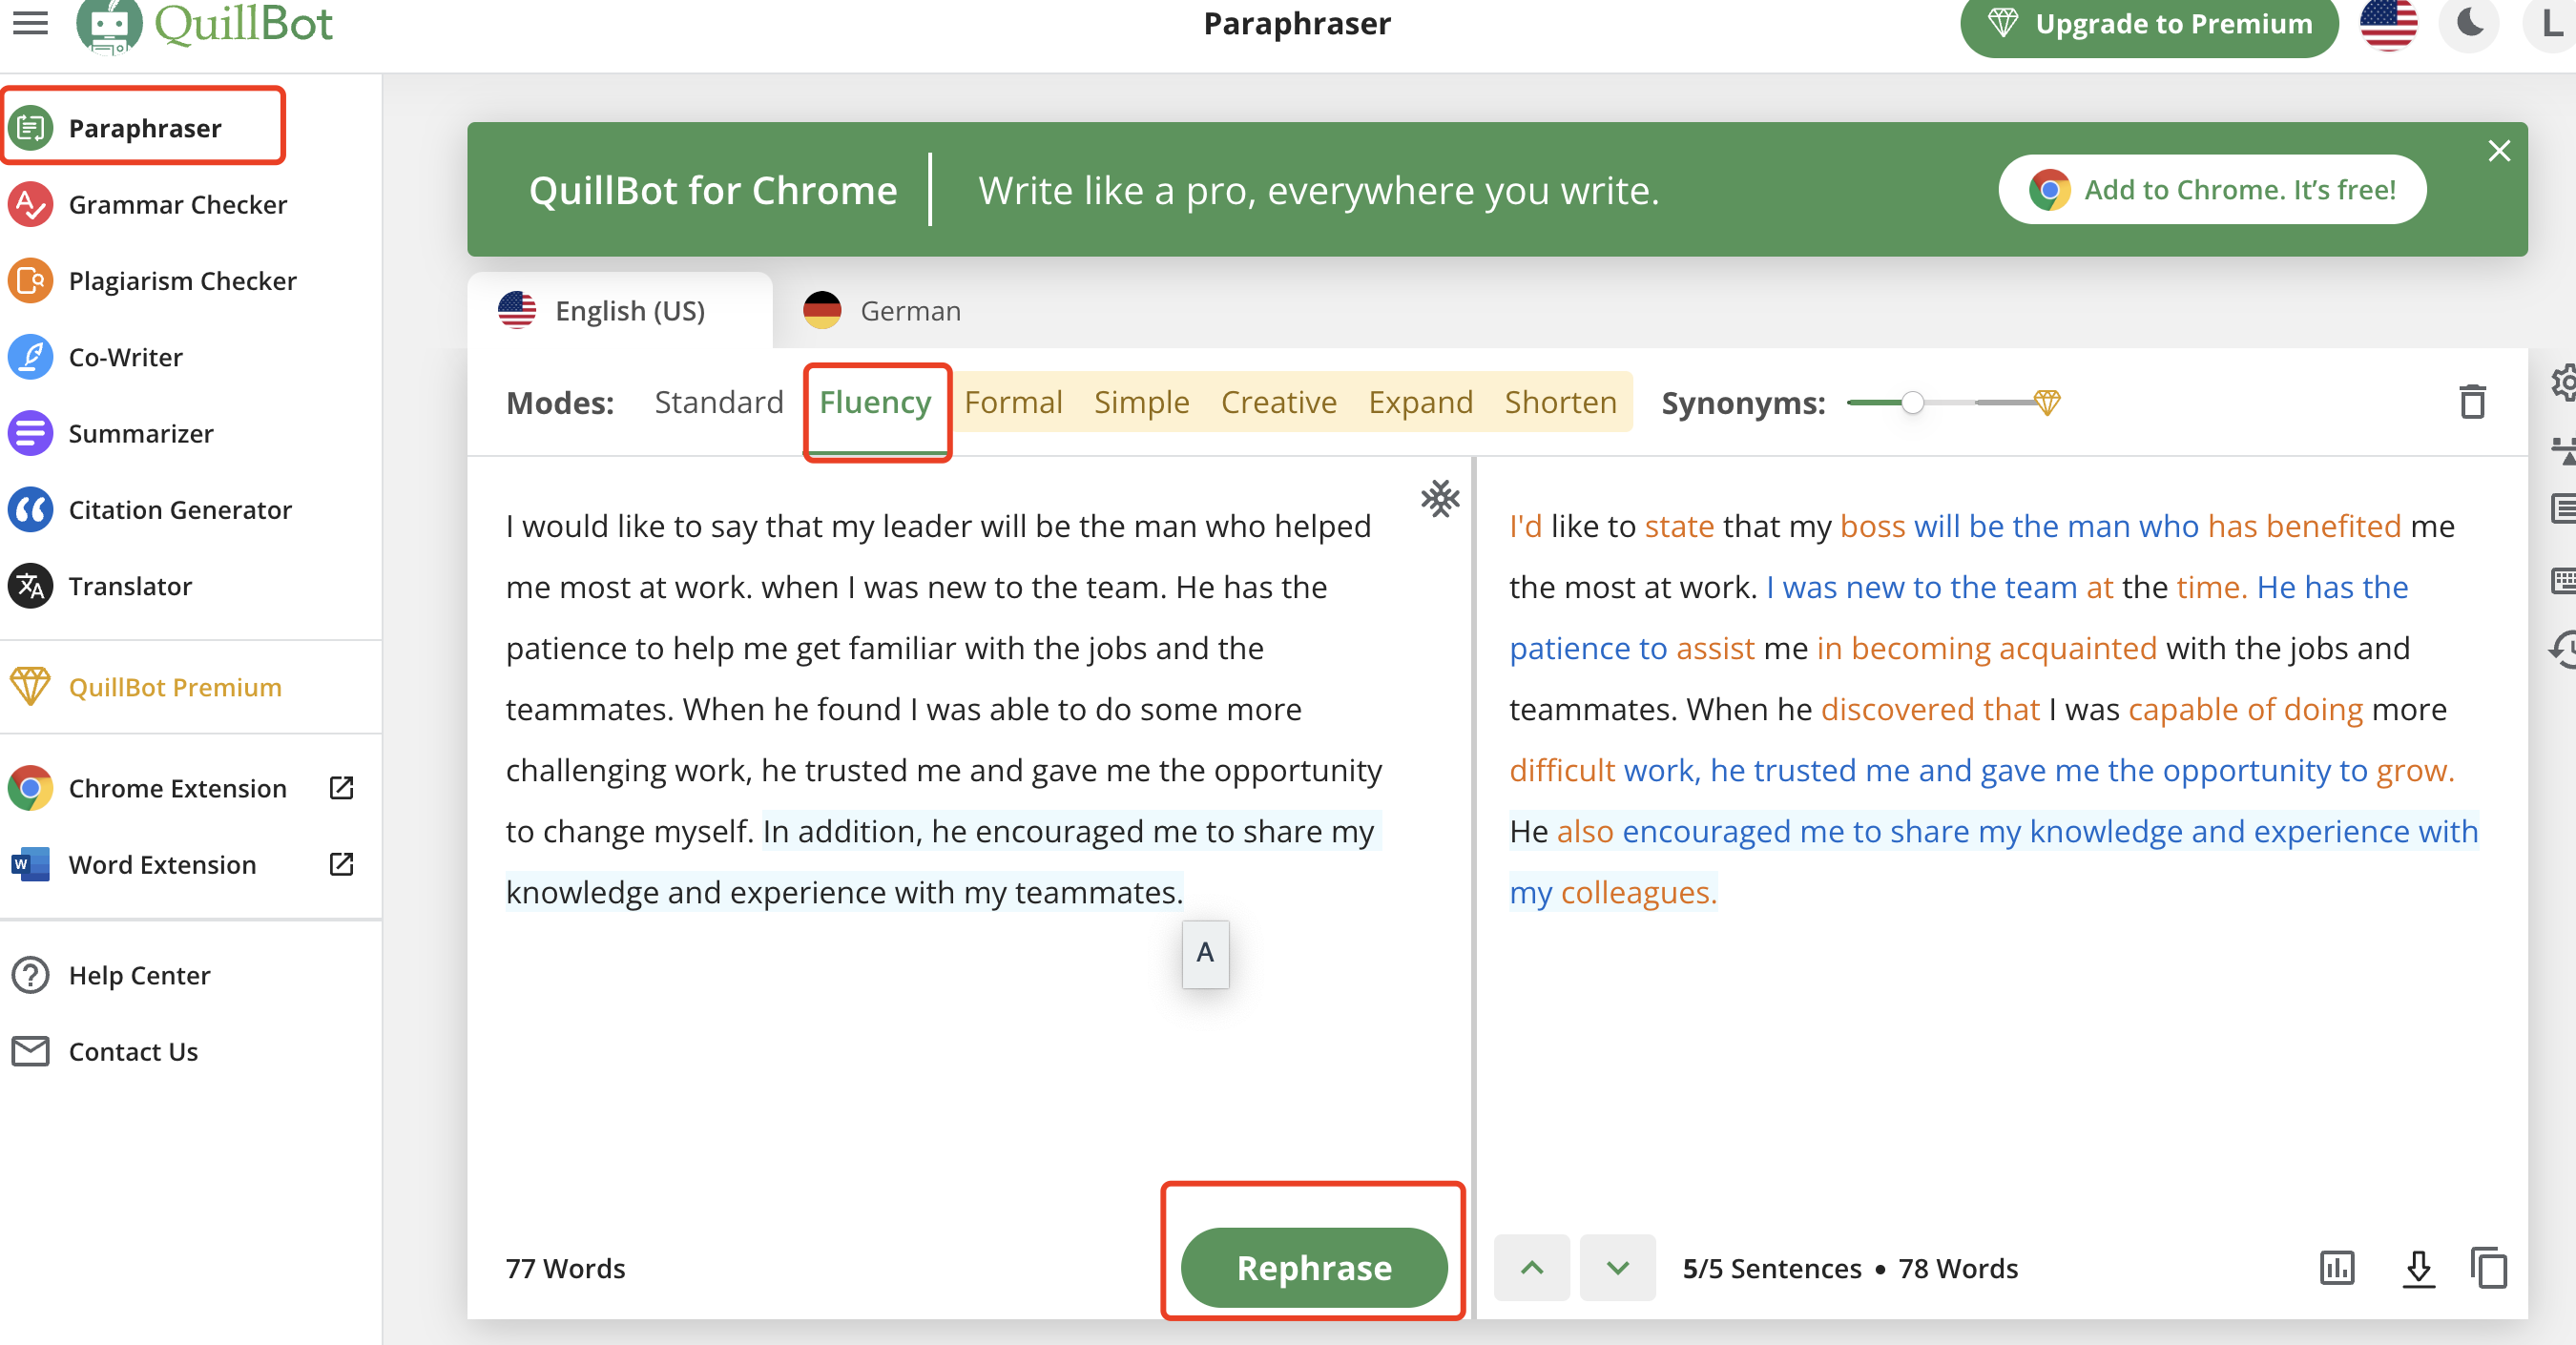 QuillBot
Paraphraser
Upgrade to Premium
L
Paraphraser
Grammar Checker
Plagiarism Checker
Co-Writer
Summarizer
Citation Generator
Translator
QuillBot Premium
Chrome Extension
Word Extension
Help Center
Contact Us
QuillBot for Chrome
Write like a pro, everywhere you write.
Add to Chrome. It’s free!
English (US)
German
Modes: Standard Fluency Formal Simple Creative Expand Shorten Synonyms:
I would like to say that my leader will be the man who helped
me most at work. when I was new to the team. He has the
patience to help me get familiar with the jobs and the
teammates. When he found I was able to do some more
challenging work, he trusted me and gave me the opportunity
to change myself. In addition, he encouraged me to share my
knowledge and experience with my teammates.
A
77 Words
Rephrase
I'd like to state that my boss will be the man who has benefited me
the most at work. I was new to the team at the time. He has the
patience to assist me in becoming acquainted with the jobs and
teammates. When he discovered that I was capable of doing more
difficult work, he trusted me and gave me the opportunity to grow.
He also encouraged me to share my knowledge and experience with
my colleagues.
5/5 Sentences • 78 Words